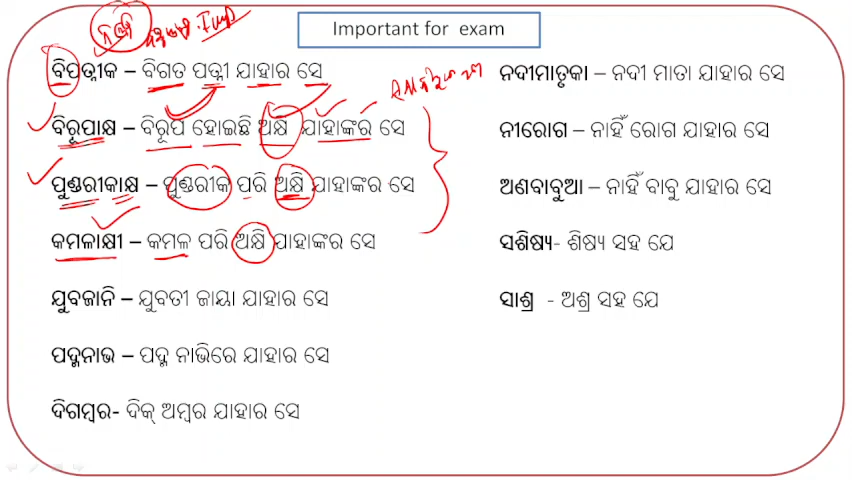 Important for exam
ବିପତ୍ନୀକ – ବିଗତ ପତ୍ନୀ ଯାହାର ସେ
ବିରୂପାକ୍ଷ – ବିରୂପ ହୋଇଛି ଅକ୍ଷି ଯାହାଙ୍କର ସେ
ପୁଣ୍ଡରୀକାକ୍ଷ – ପୁଣ୍ଡରୀକ ପରି ଅକ୍ଷି ଯାହାଙ୍କର ସେ
କମଳାକ୍ଷୀ – କମଳ ପରି ଅକ୍ଷି ଯାହାଙ୍କର ସେ
ଯୁବଜାନି – ଯୁବତୀ ଜାୟା ଯାହାର ସେ
ପଦ୍ମନାଭ – ପଦ୍ମ ନାଭିରେ ଯାହାର ସେ
ଦିଗମ୍ବର- ଦିକ୍ ଅମ୍ବର ଯାହାର ସେ
ନଦୀମାତୃକା – ନଦୀ ମାତା ଯାହାର ସେ
ନୀରୋଗ – ନାହିଁ ରୋଗ ଯାହାର ସେ
ଅଣବାବୁଆ – ନାହିଁ ବାବୁ ଯାହାର ସେ
ସଶିଷ୍ୟ- ଶିଷ୍ୟ ସହ ଯେ
ସାଶ୍ର - ଅଶ୍ର ସହ ଯେ